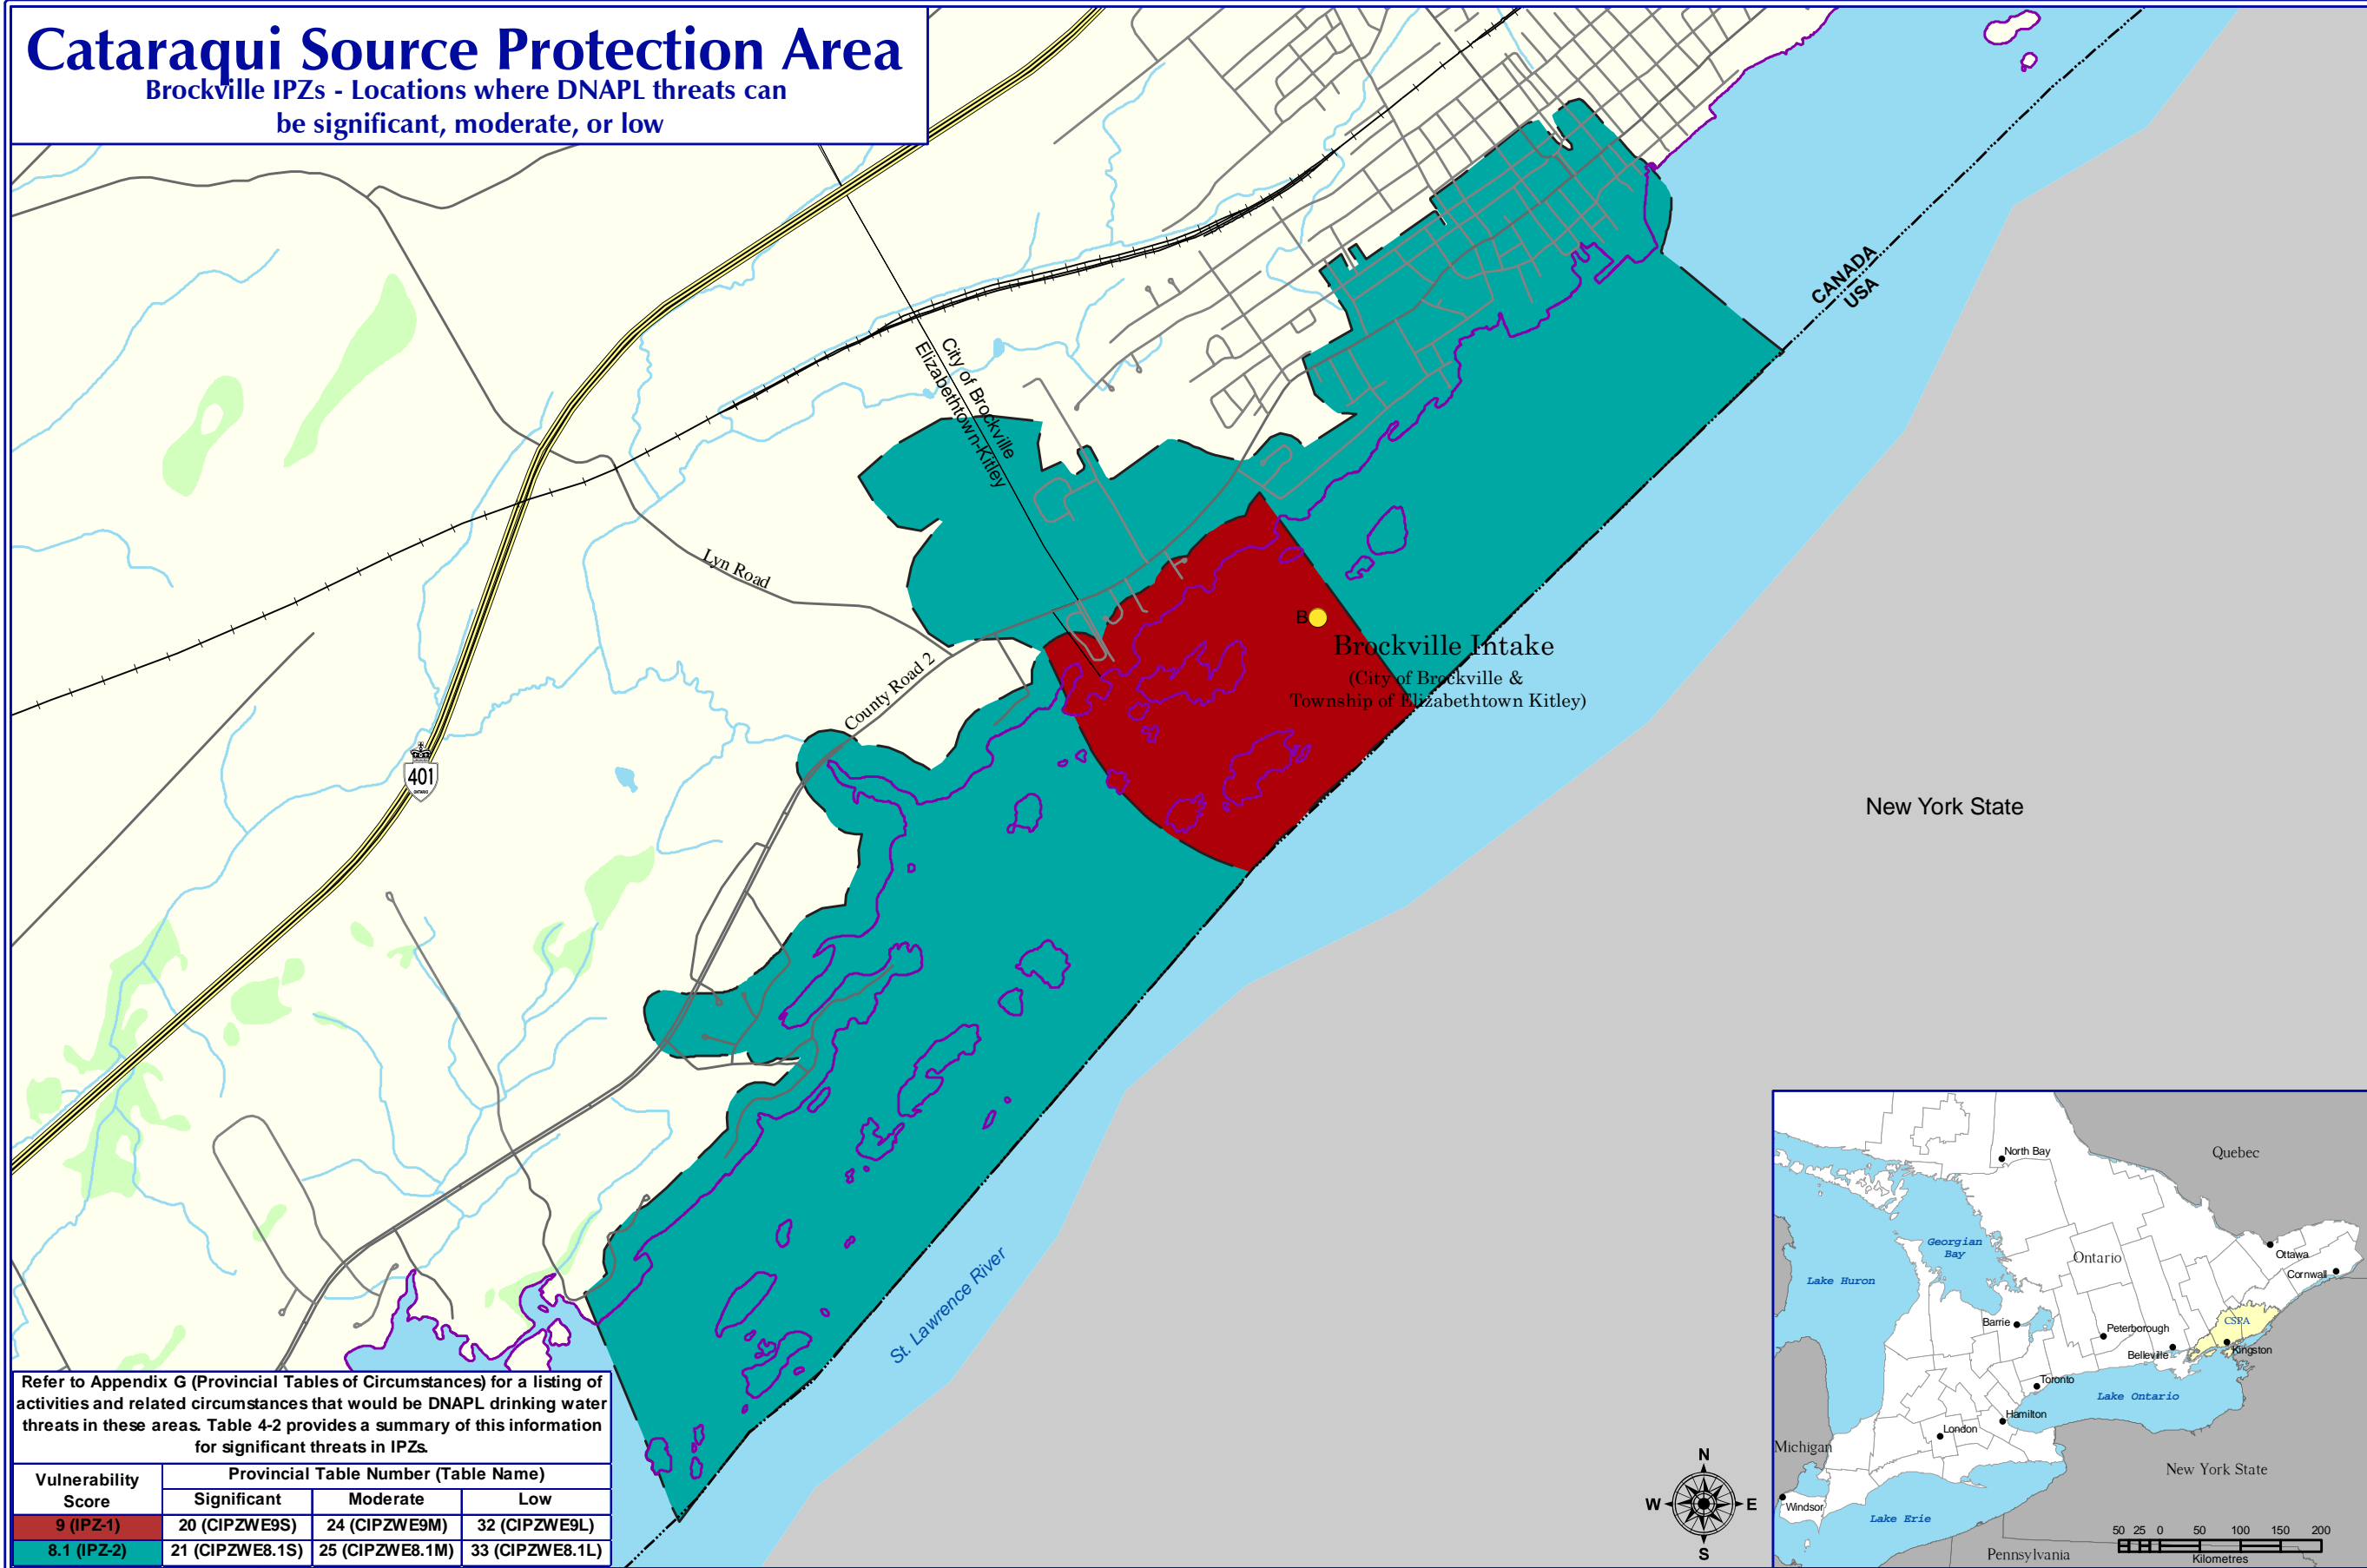 Cataraqui Source Protection Area
Brockville IPZs - Locations where DNAPL threats can
be significant, moderate, or low
CANADA
USA
City of Brockville
Elizabethtown-Kitley
Lyn Road
County Road 2
B
Brockville Intake
(City of Brockville &
Township of Elizabethtown Kitley)
401
ONTARIO
New York State
St. Lawrence River
Refer to Appendix G (Provincial Tables of Circumstances) for a listing of
activities and related circumstances that would be DNAPL drinking water
threats in these areas. Table 4-2 provides a summary of this information
for significant threats in IPZs.
Vulnerability Score
Provincial Table Number (Table Name)
Significant Moderate Low
9 (IPZ-1) 20 (CIPZWE9S) 24 (CIPZWE9M) 32 (CIPZWE9L)
8.1 (IPZ-2) 21 (CIPZWE8.1S) 25 (CIPZWE8.1M) 33 (CIPZWE8.1L)
N
W E
S
North Bay
Quebec
Georgian
Bay
Ontario
Ottawa
Lake Huron
Cornwall
CSPA
Barrie
Peterborough
Belleville
Kingston
Toronto
Lake Ontario
Hamilton
London
Michigan
New York State
Windsor
Lake Erie
Pennsylvania
50 25 0 50 100 150 200
Kilometres